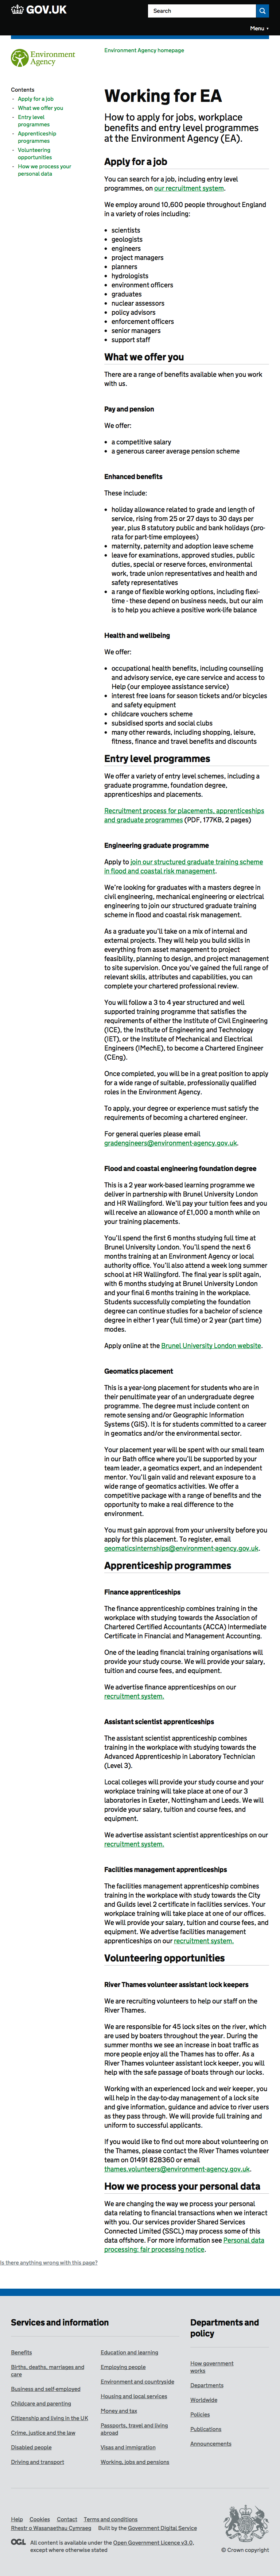 GOV.UK
Search
Menu
Environment
Agency
Environment Agency homepage
Contents
Apply for a job
What we offer you
Entry level
programmes
Apprenticeship
programmes
Volunteering
opportunities
How we process your
personal data
Working for EA
How to apply for jobs, workplace
benefits and entry level programmes
at the Environment Agency (EA).
Apply for a job
You can search for a job, including entry level
programmes, on our recruitment system.
We employ around 10,600 people throughout England
in a variety of roles including:
scientists
geologists
engineers
project managers
planners
hydrologists
environment officers
graduates
nuclear assessors
policy advisors
enforcement officers
senior managers
support staff
What we offer you
There are a range of benefits available when you work
with us.
Pay and pension
We offer:
a competitive salary
a generous career average pension scheme
Enhanced benefits
These include:
holiday allowance related to grade and length of
service, rising from 25 or 27 days to 30 days per
year, plus 8 statutory public and bank holidays (pro-
rata for part-time employees)
maternity, paternity and adoption leave scheme
leave for examinations, approved studies, public
duties, special or reserve forces, environmental
work, trade union representatives and health and
safety representatives
a range of flexible working options, including flexi-
time - these depend on business needs, but our aim
is to help you achieve a positive work-life balance
Health and wellbeing
We offer:
occupational health benefits, including counselling
and advisory service, eye care service and access to
Help (our employee assistance service)
interest free loans for season tickets and/or bicycles
and safety equipment
childcare vouchers scheme
subsidised sports and social clubs
many other rewards, including shopping, leisure,
fitness, finance and travel benefits and discounts
Entry level programmes
We offer a variety of entry level schemes, including a
graduate programme, foundation degree,
apprenticeships and placements.
Recruitment process for placements, apprenticeships
and graduate programmes (PDF, 177KB, 2 pages)
Engineering graduate programme
Apply to join our structured graduate training scheme
in flood and coastal risk management.
We're looking for graduates with a masters degree in
civil engineering, mechanical engineering or electrical
engineering to join our structured graduate training
scheme in flood and coastal risk management.
As a graduate you'll take on a mix of internal and
external projects. They will help you build skills in
everything from asset management to project
planning, feasibility, to design and project management
to site supervision. Once you've gained the full range of
relevant skills, attributes and capabilities, you can
complete your chartered professional review.
You will follow a 3 to 4 year structured and well
supported training programme that satisfies the
requirements of either the Institute of Civil Engineering
(ICE), the Institute of Engineering and Technology
(IET), or the Institute of Mechanical and Electrical
Engineers (IMechE), to become a Chartered Engineer
(CEng).
Once completed, you will be in a great position to apply
for a wide range of suitable, professionally qualified
roles in the Environment Agency.
To apply, your degree or experience must satisfy the
requirements of becoming a chartered engineer.
For general queries please email
gradengineers@environment-agency.gov.uk.
Flood and coastal engineering foundation degree
This is a 2 year work-based learning programme we
deliver in partnership with Brunel University London
and HR Wallingford. We'll pay your tuition fees and you
will receive an allowance of £1,000 a month while on
your training placements.
You'll spend the first 6 months studying full time at
Brunel University London. You'll spend the next 6
months training at an Environment Agency or local
authority office. You'll also attend a week long summer
school at HR Wallingford. The final year is split again,
with 6 months studying at Brunel University London
and your final 6 months training in the workplace.
Students successfully completing the foundation
degree can continue studies for a bachelor of science
degree in either 1 year (full time) or 2 year (part time)
modes.
Apply online at the Brunel University London website.
Geomatics placement
This is a year-long placement for students who are in
their penultimate year of an undergraduate honours
degree. The degree must include content on
remote sensing and/or Geographic Information
Systems (GIS). It is for students committed to a career
in geomatics and/or the environmental sector.
Your placement year will be spent with our small team
in our Bath office where you'll be supported by your
team leader, a geomatics expert, and an independent
mentor. You'll gain valid and relevant exposure to a
wide range of geomatics activities. We offer a
competitive package with a range of benefits and the
opportunity to make a real difference to the
environment.
You must gain approval from your university before you
apply for this placement. To register, email
geomaticsinternships@environment-agency.gov.uk.
Apprenticeship programmes
Finance apprenticeships
The finance apprenticeships combine training in the
workplace with studying towards the Association of
Chartered Certified Accountants (ACCA) Intermediate
Certificate in Financial and Management Accounting.
One of the leading financial training organisations will
provide your study course. We will provide your salary,
tuition and course fees, and equipment.
We advertise finance apprenticeships on our
recruitment system.
Assistant scientist apprenticeships
The assistant scientist apprenticeship combines
training in the workplace with studying towards the
Advanced Apprenticeship in Laboratory Technician
(Level 3).
Local colleges will provide your study course and your
workplace training will take place at one of our 3
laboratories in Exeter, Nottingham and Leeds. We will
provide your salary, tuition and course fees, and
equipment.
We advertise assistant scientist apprenticeships on our
recruitment system.
Facilities management apprenticeships
The facilities management apprenticeship combines
training in the workplace with study towards the City
and Guilds level 2 certificate in facilities services. Your
workplace training will take place in one of our offices.
We will provide your salary, tuition and course fees, and
equipment. We advertise facilities management
apprenticeships on our recruitment system.
Volunteering opportunities
River Thames volunteer assistant lock keepers
We are recruiting volunteers to help our staff on the
River Thames.
We are responsible for 45 lock sites on the river, which
are used by boats throughout the year. During the
summer months we see an increase in boat traffic and
more people enjoy all the Thames has to offer. As a
River Thames volunteer assistant lock keeper, you will
help with the safe passage of boats through our locks.
Working with an experienced lock and weir keeper, you
will help in the day-to-day management of a lock site
and give information, guidance and advice to river
users. We will put you through a full training and
induction programme and provide full uniform to all
successful volunteers.
If you would like to find out more about volunteering on
the Thames, please contact the River Thames volunteer
team on 01491 828360 or email
thames.volunteers@environment-agency.gov.uk.
How we process your personal data
We are changing the way we process your personal
data relating to financial transactions when we interact
with you. Our services provider Shared Services
Connected Limited (SSCL) process some of this
data offshore. For more information see Personal data
processing: fair processing notice.
Is there anything wrong with this page?
Services and information
Benefits
Births, deaths, marriages and
care
Business and self-employed
Childcare and parenting
Citizenship and living in the UK
Crime, justice and the law
Disabled people
Driving and transport
Education and learning
Employing people
Environment and countryside
Housing and local services
Money and tax
Passports, travel and living
abroad
Visas and immigration
Working, jobs and pensions
Departments and
policy
How government
works
Departments
Worldwide
Policies
Publications
Announcements
Help Cookies Contact Terms and conditions
Rhestr o Wasanaethau Cymraeg Built by the Government Digital Service
OGL All content is available under the Open Government Licence v3.0,
except where otherwise stated
© Crown copyright